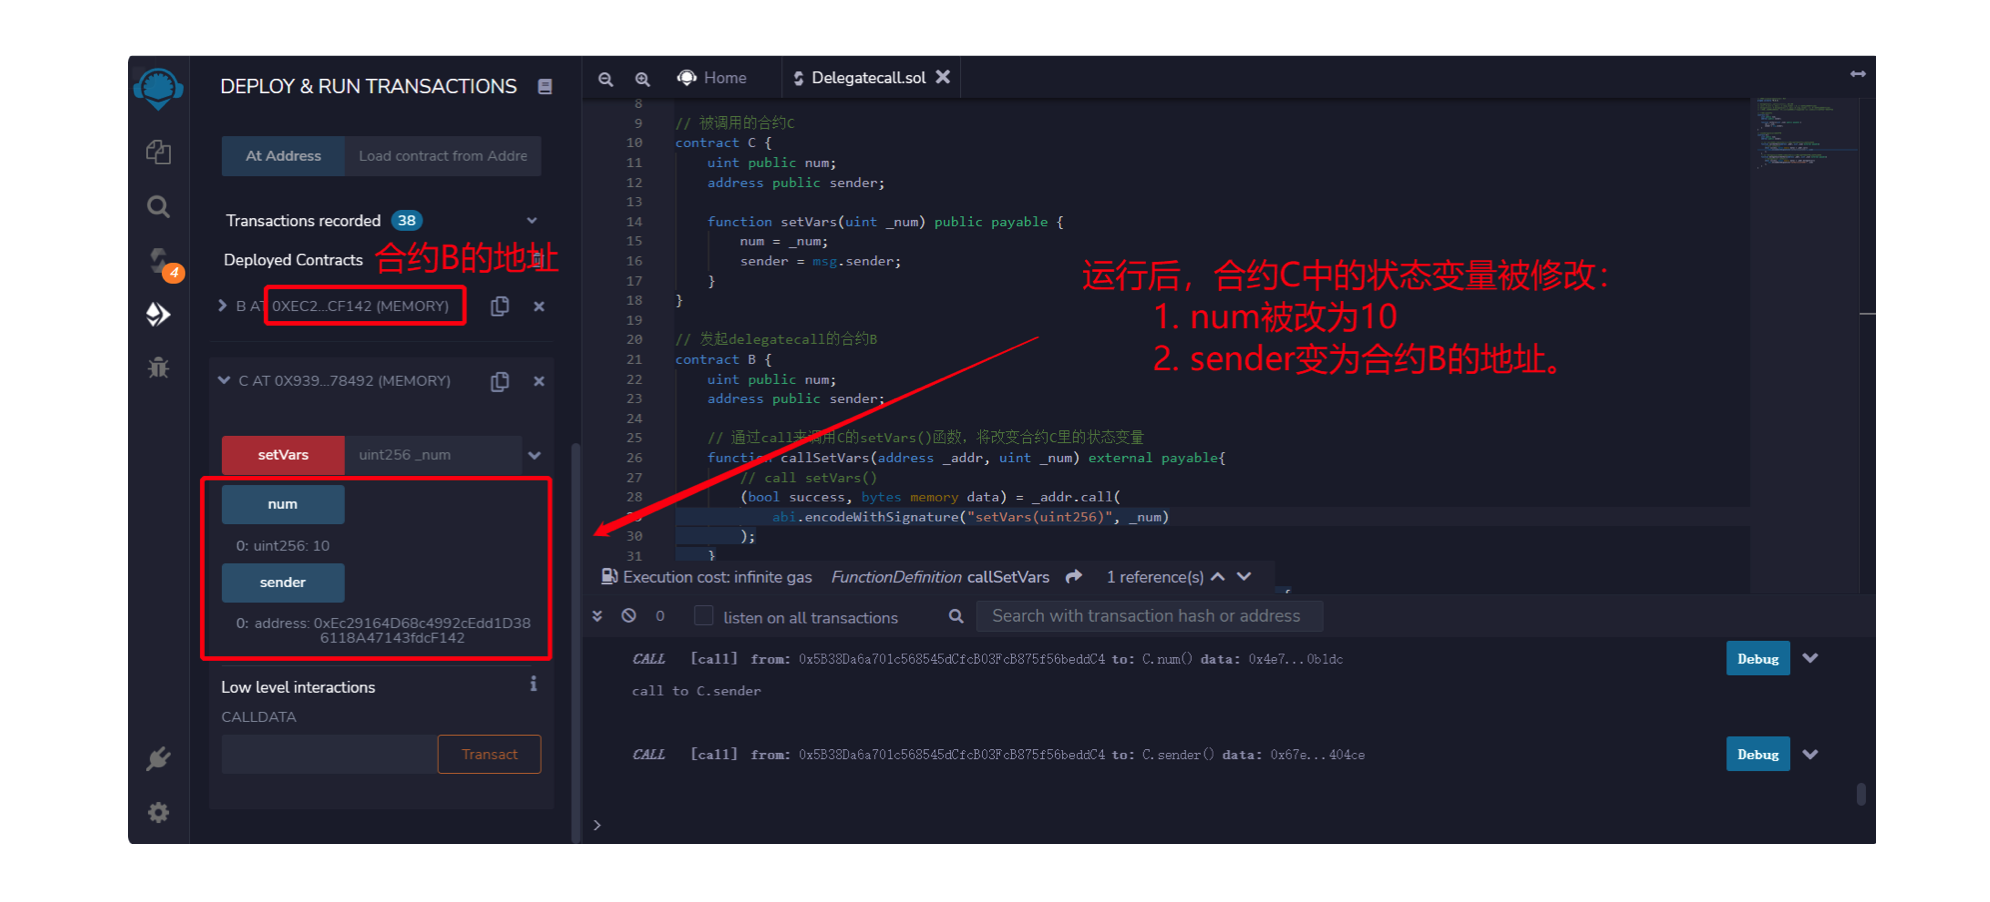 DEPLOY & RUN TRANSACTIONS
At Address
Load contract from Addre
Transactions recorded 38
Deployed Contracts
合约B的地址
4
B AT 0XEC2...CF142 (MEMORY)
C AT 0X939...78492 (MEMORY)
setVars
uint256 _num
num
0: uint256: 10
sender
0: address: 0xEc29164D68c4992cEdd1D38
6118A47143fdcF142
Low level interactions
i
CALLDATA
Transact
Home
Delegatecall.sol
8
9 // 被调用的合约C
10 contract C {
11 uint public num;
12 address public sender;
13
14 function setVars(uint _num) public payable {
15 num = _num;
16 sender = msg.sender;
17 }
18 }
19
20 // 发起delegatecall的合约B
21 contract B {
22 uint public num;
23 address public sender;
24
25 // 通过call来调用C的setVars()函数，将改变合约C里的状态变量
26 function callSetVars(address _addr, uint _num) external payable{
27 // call setVars()
28 (bool success, bytes memory data) = _addr.call(
abi.encodeWithSignature("setVars(uint256)", _num)
30 );
31 }
运行后，合约C中的状态变量被修改：
1. num被改为10
2. sender变为合约B的地址。
Execution cost: infinite gas FunctionDefinition callSetVars 1 reference(s)
0 listen on all transactions
Search with transaction hash or address
CALL [call] from: 0x5B38Da6a701c568545dCfcB03FcB875f56beddC4 to: C.num() data: 0x4e7...0b1dc
Debug
call to C.sender
CALL [call] from: 0x5B38Da6a701c568545dCfcB03FcB875f56beddC4 to: C.sender() data: 0x67e...404ce
Debug
>